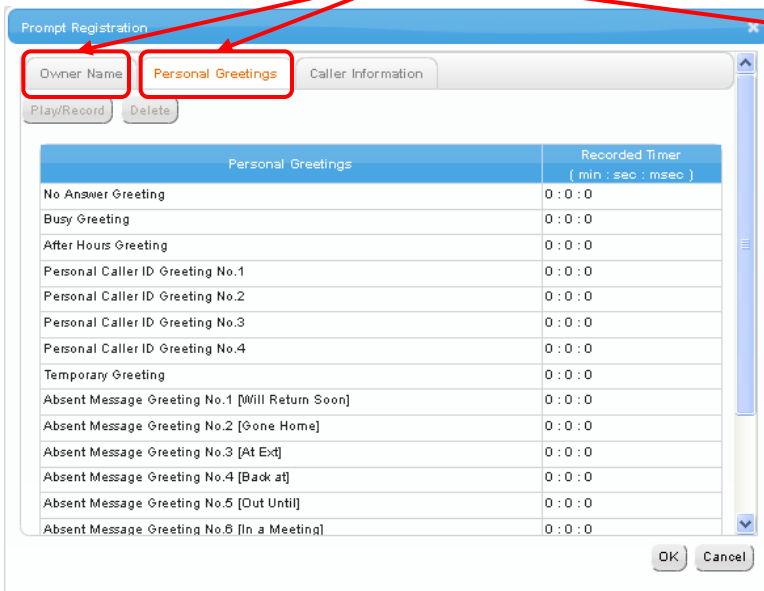 Prompt Registration
Owner Name Personal Greetings Caller Information
Play/Record Delete
Personal Greetings Recorded Timer
( min : sec : msec )
No Answer Greeting 0 : 0 : 0
Busy Greeting 0 : 0 : 0
After Hours Greeting 0 : 0 : 0
Personal Caller ID Greeting No.1 0 : 0 : 0
Personal Caller ID Greeting No.2 0 : 0 : 0
Personal Caller ID Greeting No.3 0 : 0 : 0
Personal Caller ID Greeting No.4 0 : 0 : 0
Temporary Greeting 0 : 0 : 0
Absent Message Greeting No.1 [Will Return Soon] 0 : 0 : 0
Absent Message Greeting No.2 [Gone Home] 0 : 0 : 0
Absent Message Greeting No.3 [At Ext] 0 : 0 : 0
Absent Message Greeting No.4 [Back at] 0 : 0 : 0
Absent Message Greeting No.5 [Out Until] 0 : 0 : 0
Absent Message Greeting No.6 [In a Meeting] 0 : 0 : 0
OK Cancel